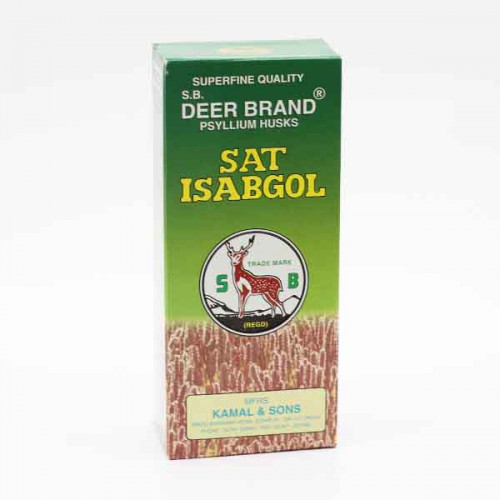 SUPERFINE QUALITY
S.B.
DEER BRAND®
PSYLLIUM HUSKS
SAT
ISABGOL
TRADE MARK
S B
(REGD)
MFRS
KAMAL & SONS